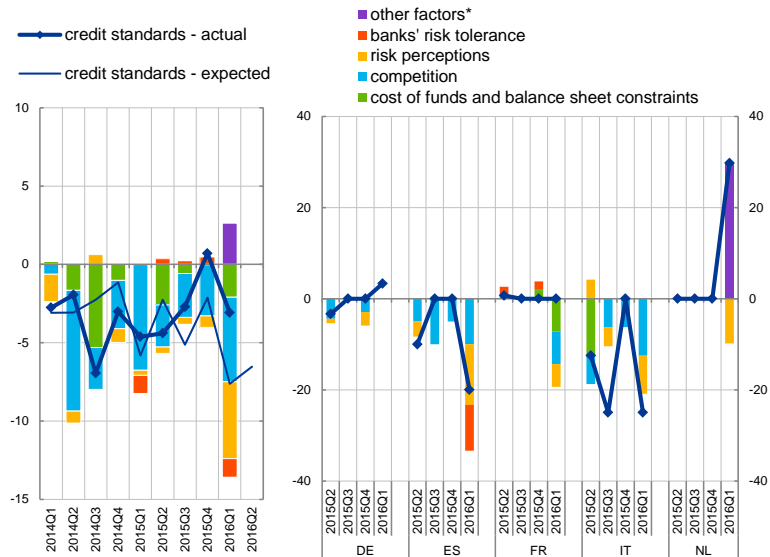 other factors*
credit standards - actual
banks' risk tolerance
risk perceptions
credit standards - expected
competition
cost of funds and balance sheet constraints
10
5
0
-5
-10
-15
2014Q1
2014Q2
2014Q3
2014Q4
2015Q1
2015Q2
2015Q3
2015Q4
2016Q1
2016Q2
40
20
0
-20
-40
40
20
0
-20
-40
2015Q2
2015Q3
2015Q4
2016Q1
2015Q2
2015Q3
2015Q4
2016Q1
2015Q2
2015Q3
2015Q4
2016Q1
2015Q2
2015Q3
2015Q4
2016Q1
2015Q2
2015Q3
2015Q4
2016Q1
DE
ES
FR
IT
NL